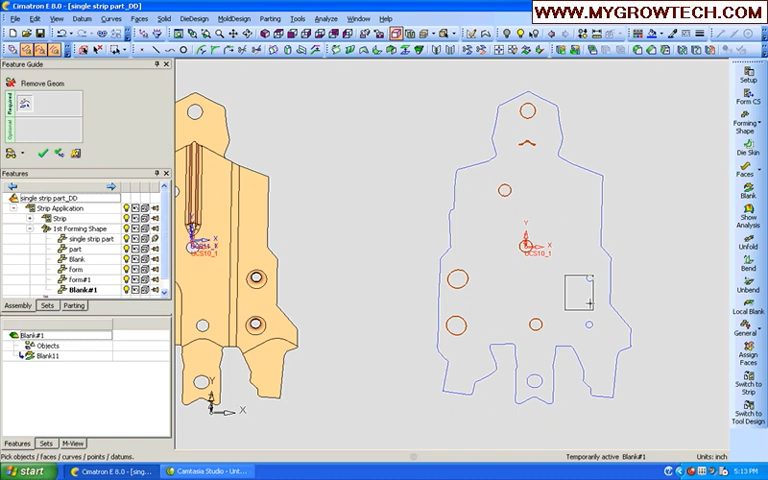 Cimatron E 8.0 - [single strip part_DD]
WWW.MYGROWTECH.COM
File Edit View Datum Curves Faces Solid DieDesign MoldDesign Parting Tools Analyze Window Help
Feature Guide
Remove Geom
Required
Optional
Features
single strip part_DD
Strip Application
Strip
1st Forming Shape
single strip part
part
Blank
form
form#1
Blank#1
Assembly Sets Parting
Blank#1
Objects
Blank11
Features Sets M-View
Y
X
UCS10_1
Y
X
Y
X
UCS10_1
Setup
Form CS
Forming Shape
Die Skin
Faces
Blank
Show Analysis
Unfold
Bend
Unbend
Local Blank
General
Assign Faces
Switch to Strip
Switch to Tool Design
Pick objects / faces / curves / points / datums.
Temporarily active Blank#1
Units: inch
start
Cimatron E 8.0 - [sing...
Camtasia Studio - Unt...
5:13 PM